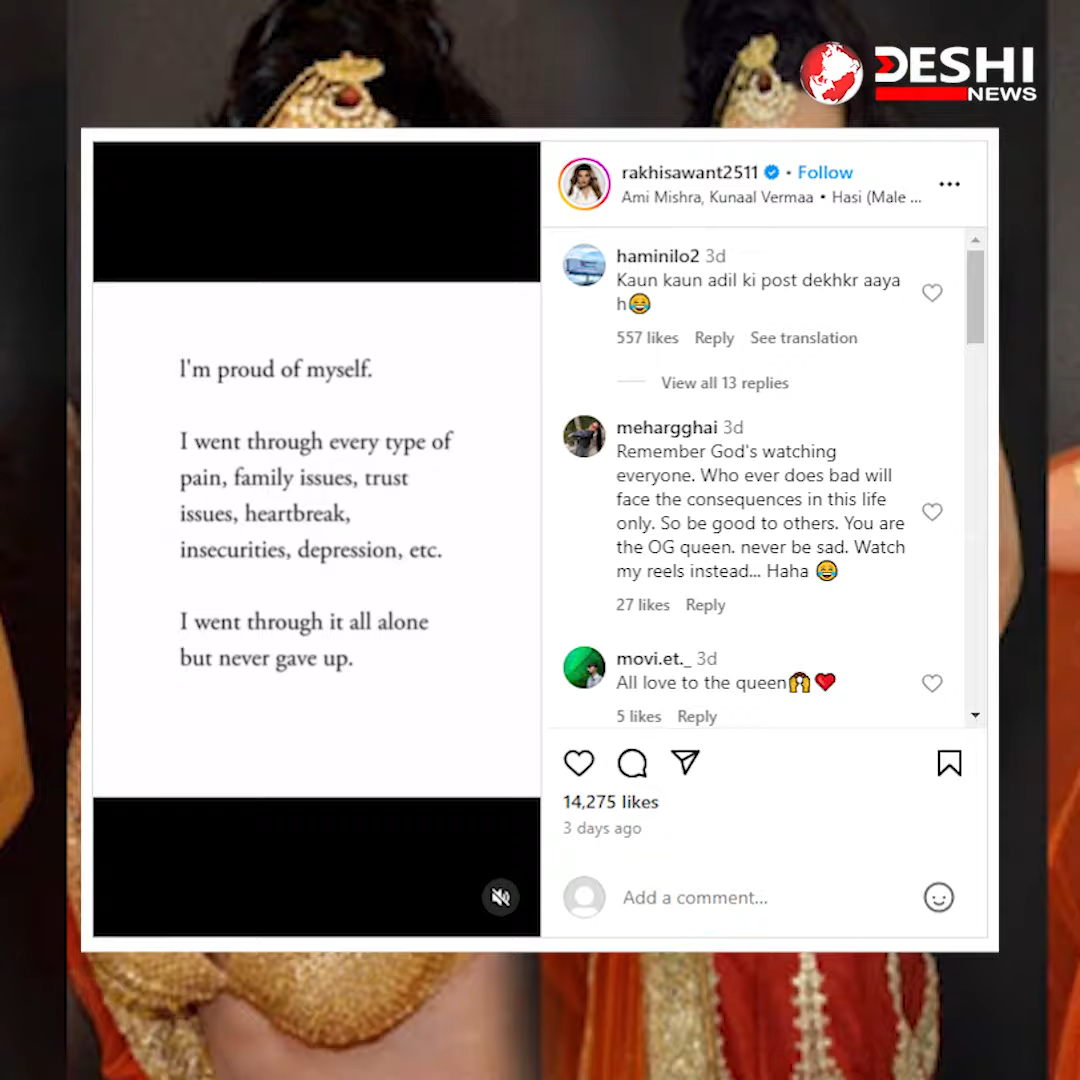 DESHI
NEWS
rakhisawant2511 • Follow
Ami Mishra, Kunaal Vermaa • Hasi (Male ...
I'm proud of myself.
I went through every type of
pain, family issues, trust
issues, heartbreak,
insecurities, depression, etc.
I went through it all alone
but never gave up.
haminilo2 3d
Kaun kaun adil ki post dekhkr aaya
h😂
557 likes Reply See translation
View all 13 replies
mehargghai 3d
Remember God's watching
everyone. Who ever does bad will
face the consequences in this life
only. So be good to others. You are
the OG queen. never be sad. Watch
my reels instead... Haha 😂
27 likes Reply
movi.et._ 3d
All love to the queen🙌❤️
5 likes Reply
14,275 likes
3 days ago
Add a comment...